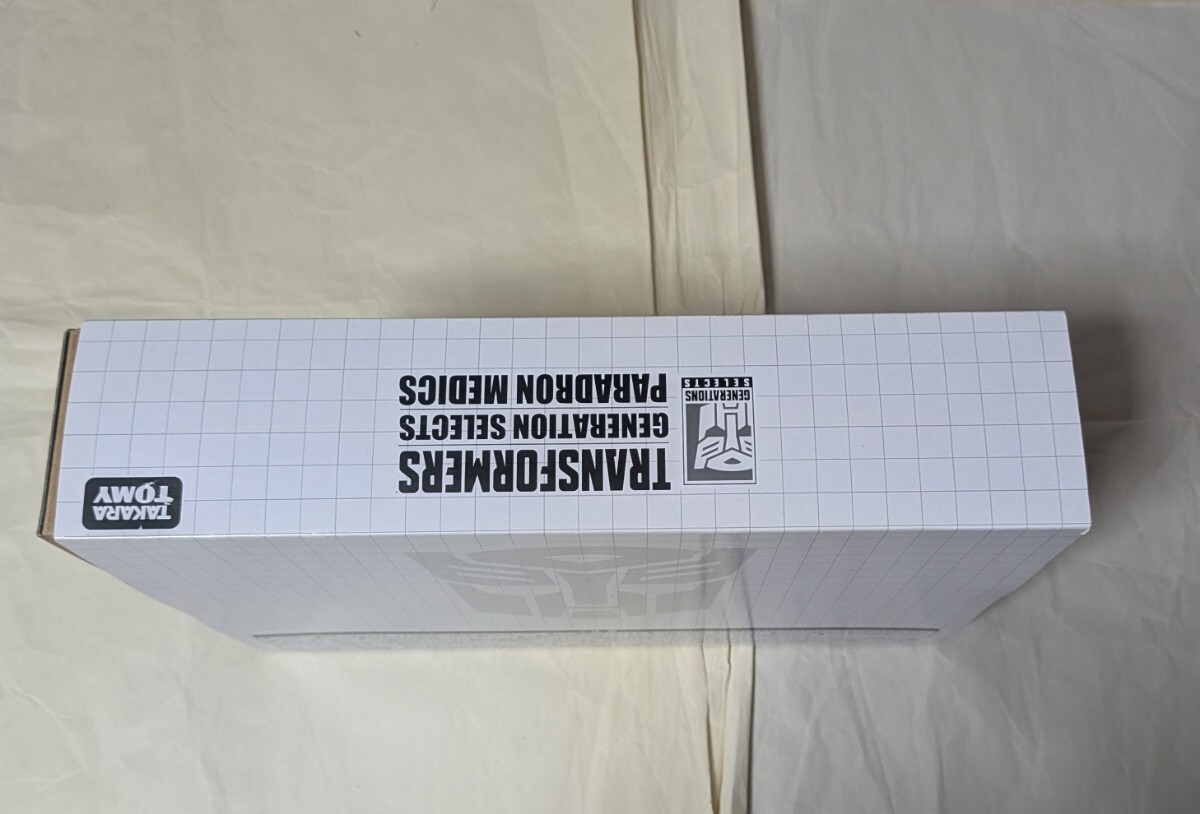 TRANSFORMERS
GENERATION SELECTS
PARADRON MEDICS
GENERATIONS
SELECTS
TAKARA
TOMY